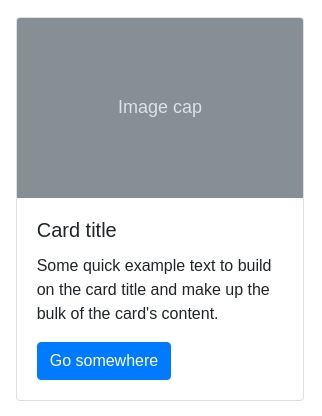 Image cap
Card title
Some quick example text to build
on the card title and make up the
bulk of the card's content.
Go somewhere